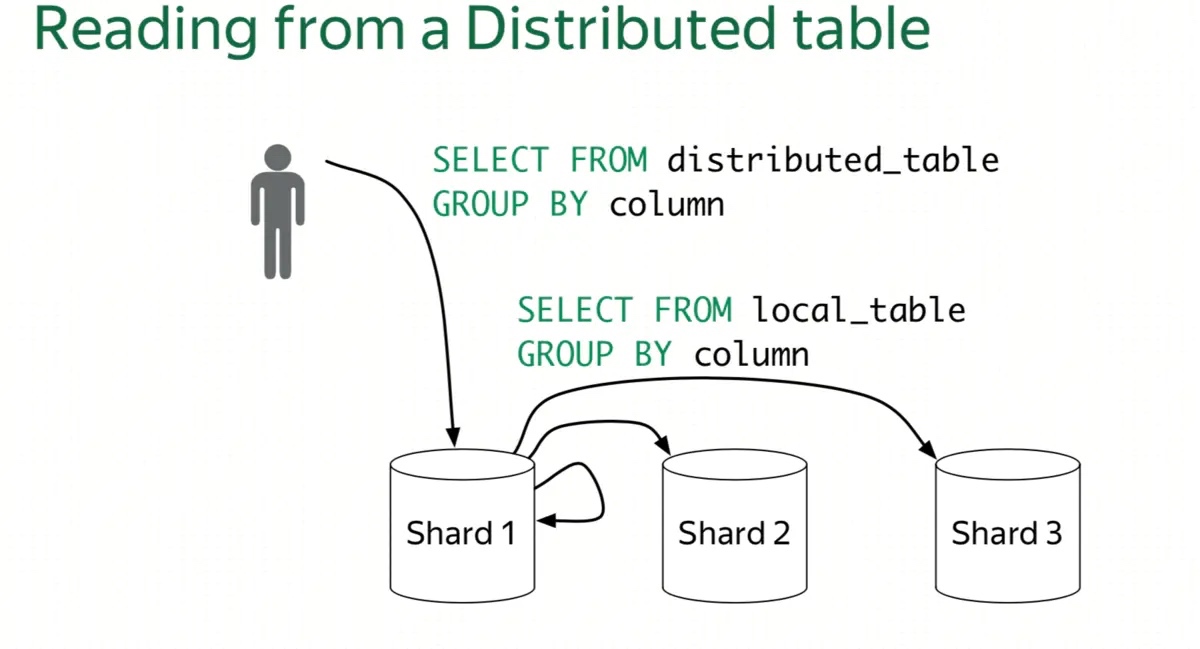 Reading from a Distributed table
SELECT FROM distributed_table
GROUP BY column
SELECT FROM local_table
GROUP BY column
Shard 1
Shard 2
Shard 3